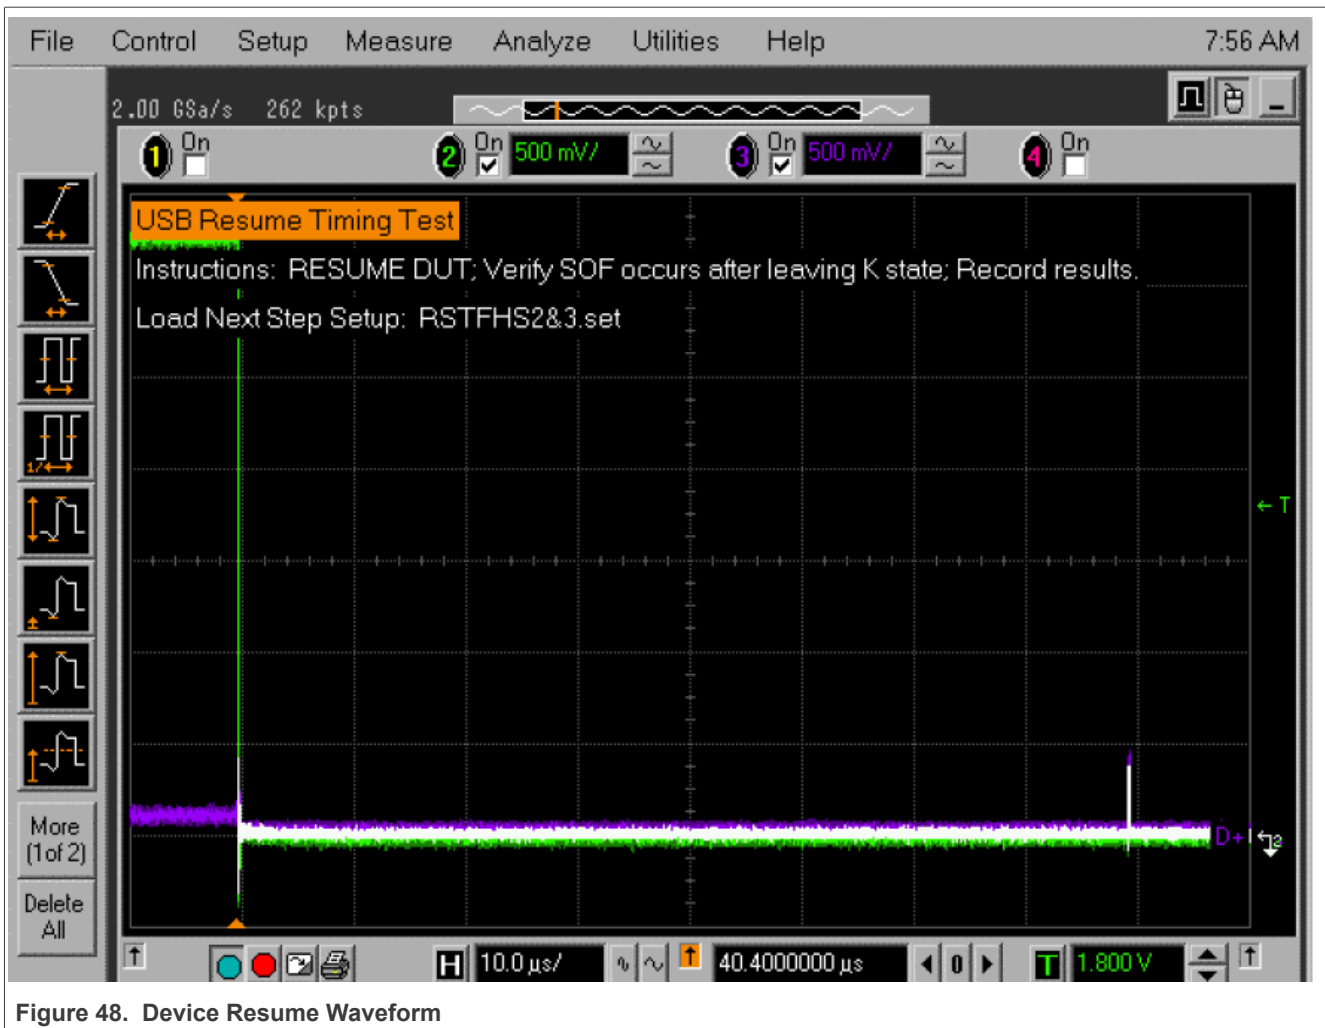 File Control Setup Measure Analyze Utilities Help 7:56 AM
2.00 GSa/s 262 kpts
1 On 2 On 500 mV/ 3 On 500 mV/ 4 On
USB Resume Timing Test
Instructions: RESUME DUT; Verify SOF occurs after leaving K state; Record results.
Load Next Step Setup: RSTFHS2&3.set
1/
T
More
(1 of 2)
D+
2
Delete
All
H 10.0 µs/ 40.4000000 µs 0 T 1.800 V
Figure 48. Device Resume Waveform